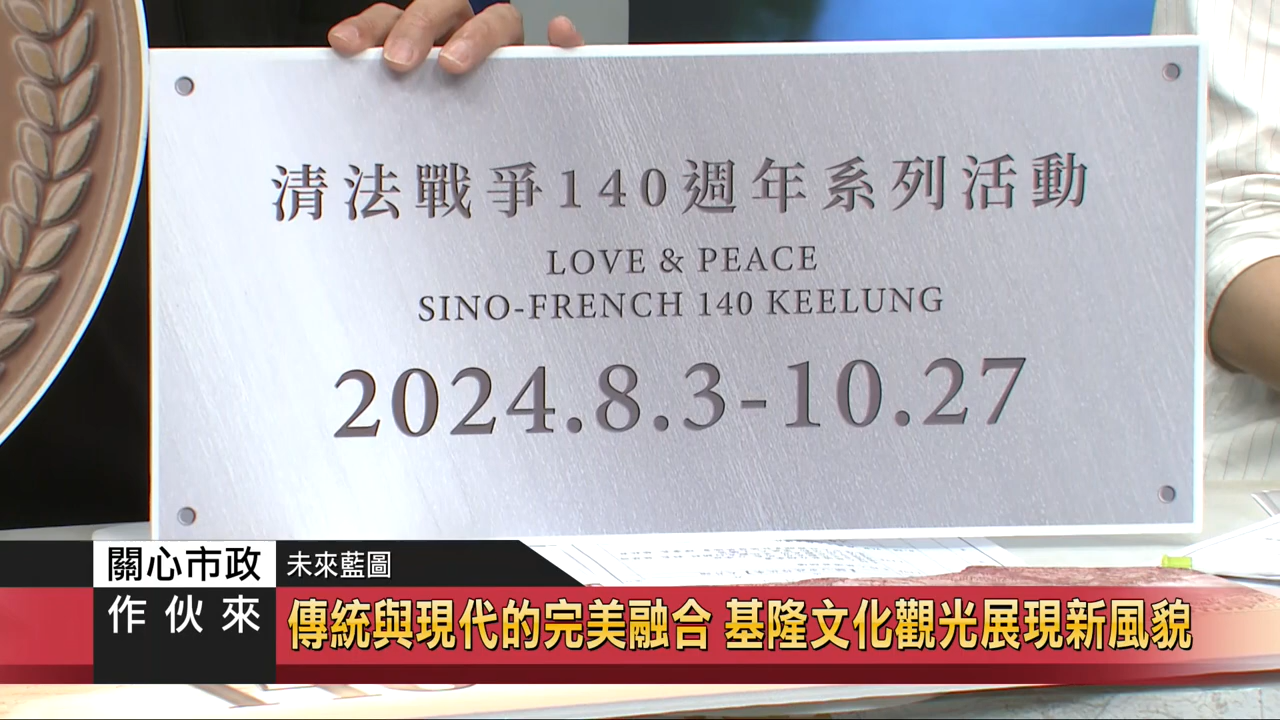 清法戰爭140週年系列活動
LOVE & PEACE
SINO-FRENCH 140 KEELUNG
2024.8.3-10.27
關心市政
作伙來
未來藍圖
傳統與現代的完美融合 基隆文化觀光展現新風貌